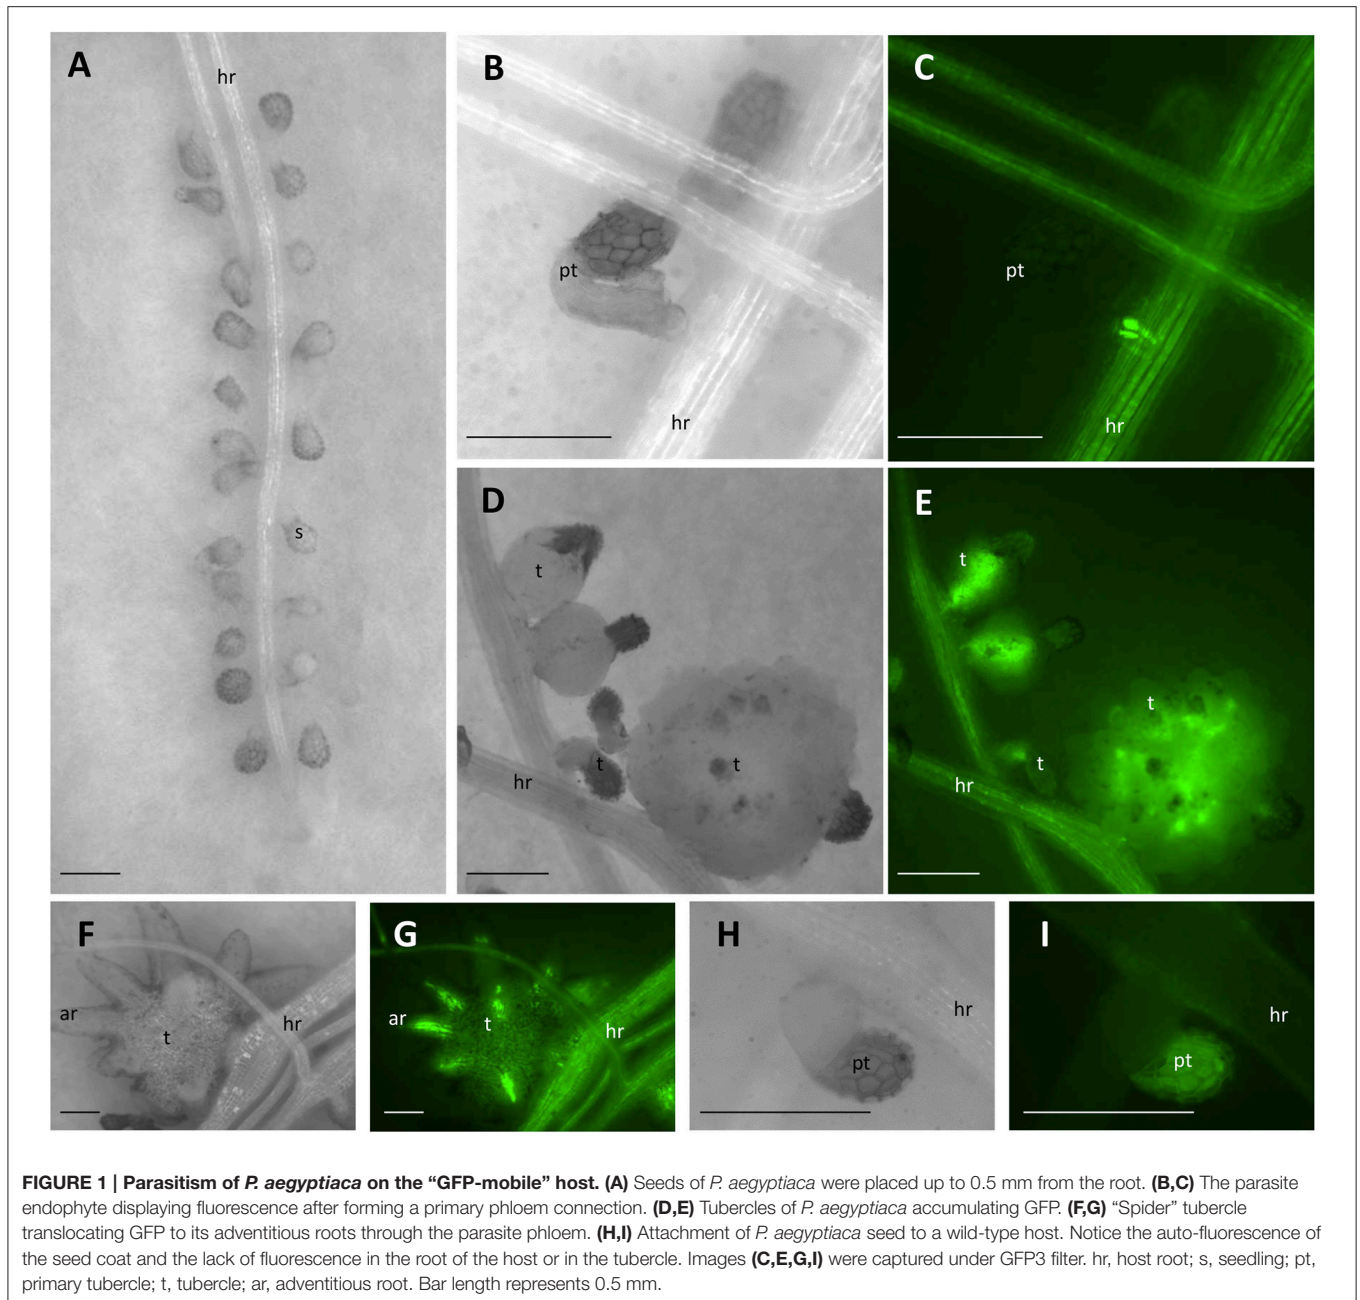 A
hr
s
B
pt
hr
C
pt
hr
D
t
t
t
hr
E
t
t
t
hr
F
ar
t
hr
G
ar
t
hr
H
hr
pt
I
hr
pt
FIGURE 1 | Parasitism of P. aegyptiaca on the “GFP-mobile” host. (A) Seeds of P. aegyptiaca were placed up to 0.5 mm from the root. (B,C) The parasite
endophyte displaying fluorescence after forming a primary phloem connection. (D,E) Tubercles of P. aegyptiaca accumulating GFP. (F,G) “Spider” tubercle
translocating GFP to its adventitious roots through the parasite phloem. (H,I) Attachment of P. aegyptiaca seed to a wild-type host. Notice the auto-fluorescence of
the seed coat and the lack of fluorescence in the root of the host or in the tubercle. Images (C,E,G,I) were captured under GFP3 filter. hr, host root; s, seedling; pt,
primary tubercle; t, tubercle; ar, adventitious root. Bar length represents 0.5 mm.